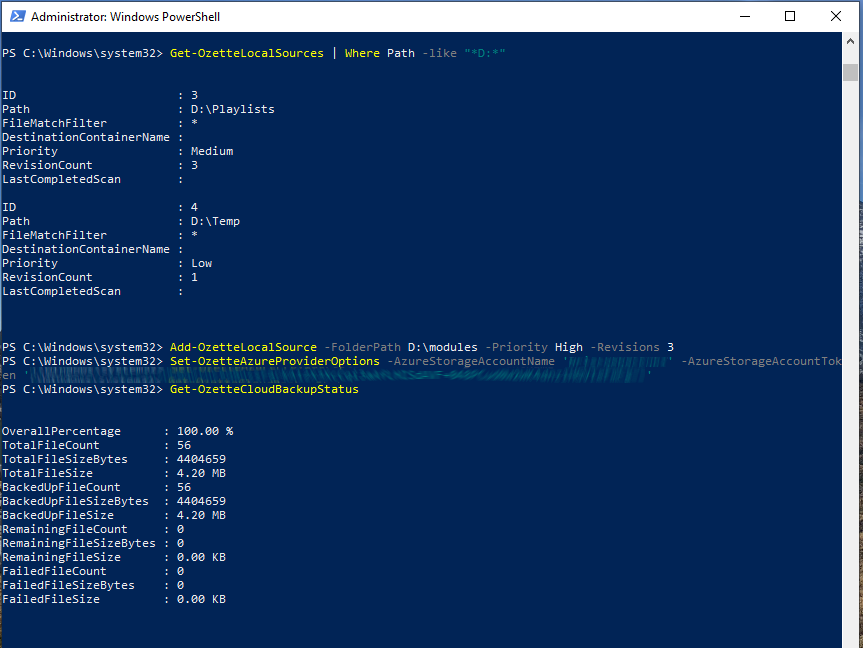 Administrator: Windows PowerShell
PS C:\Windows\system32> Get-OzetteLocalSources | Where Path -like "*D:*"
ID                       : 3
Path                     : D:\Playlists
FileMatchFilter          : *
DestinationContainerName :
Priority                 : Medium
RevisionCount            : 3
LastCompletedScan        :
ID                       : 4
Path                     : D:\Temp
FileMatchFilter          : *
DestinationContainerName :
Priority                 : Low
RevisionCount            : 1
LastCompletedScan        :
PS C:\Windows\system32> Add-OzetteLocalSource -FolderPath D:\modules -Priority High -Revisions 3
PS C:\Windows\system32> Set-OzetteAzureProviderOptions -AzureStorageAccountName '' -AzureStorageAccountTok
en ''
PS C:\Windows\system32> Get-OzetteCloudBackupStatus
OverallPercentage      : 100.00 %
TotalFileCount         : 56
TotalFileSizeBytes     : 4404659
TotalFileSize          : 4.20 MB
BackedUpFileCount      : 56
BackedUpFileSizeBytes  : 4404659
BackedUpFileSize       : 4.20 MB
RemainingFileCount     : 0
RemainingFileSizeBytes : 0
RemainingFileSize      : 0.00 KB
FailedFileCount        : 0
FailedFileSizeBytes    : 0
FailedFileSize         : 0.00 KB